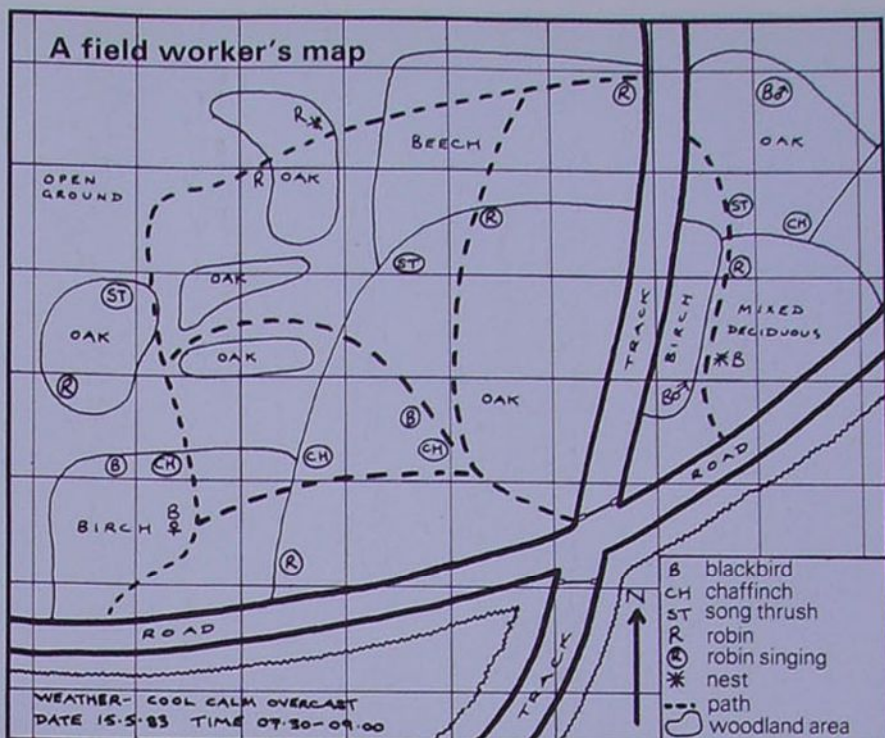 A field worker's map
R
B♂
R
BEECH
OAK
R
OAK
OPEN
GROUND
R
ST
CH
ST
R
OAK
ST
MIXED
DECIDUOUS
TRACK
BIRCH
OAK
OAK
B
R
B♂
OAK
B
CH
CH
B
CH
ROAD
BIRCH
B
♀
R
ROAD
TRACK
N
B blackbird
CH chaffinch
ST song thrush
R robin
R robin singing
nest
path
woodland area
WEATHER- COOL CALM OVERCAST
DATE 15.5.83 TIME 07.30-09.00